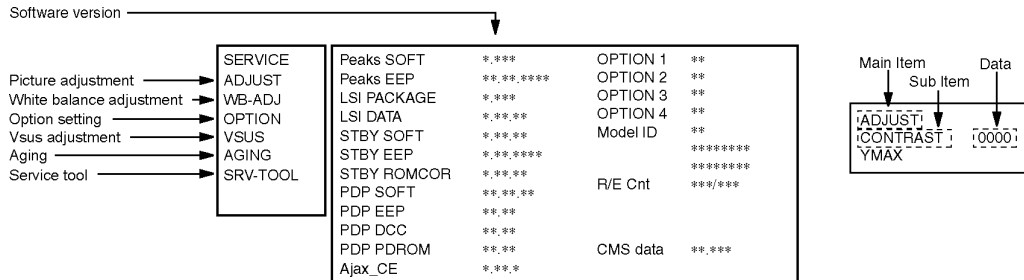 Software version
SERVICE
Picture adjustment ADJUST
White balance adjustment WB-ADJ
Option setting OPTION
Vsus adjustment VSUS
Aging AGING
Service tool SRV-TOOL
Peaks SOFT *.***
Peaks EEP **.**.****
LSI PACKAGE *.***
LSI DATA *.**.**
STBY SOFT *.**.**
STBY EEP *.**.****
STBY ROMCOR *.**.**
PDP SOFT **.**.**
PDP EEP **.**
PDP DCC **.**
PDP PDROM **.**
Ajax_CE *.**.*
OPTION 1 **
OPTION 2 **
OPTION 3 **
OPTION 4 **
Model ID **
********
********
R/E Cnt ***/***
CMS data **.***
Main Item
Sub Item
Data
ADJUST
CONTRAST 0000
YMAX